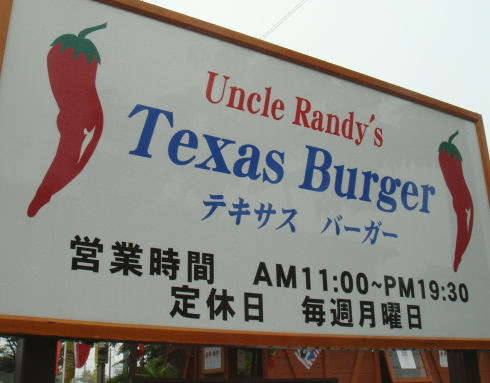 Uncle Randy's
Texas Burger
テキサス バーガー
営業時間 AM11:00~PM19:30
定休日 毎週月曜日